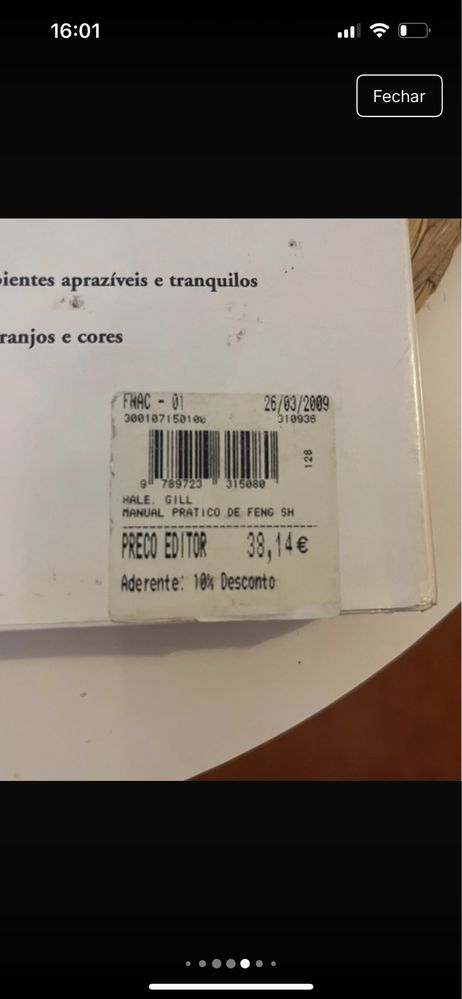 16:01
Fechar
bientes aprazíveis e tranquilos
ranjos e cores
FNAC - 01 26/03/2009
300107150100 310936
128
9 789723 315080
HALE, GILL
MANUAL PRATICO DE FENG SH
PRECO EDITOR 38,14€
Aderente: 10% Desconto